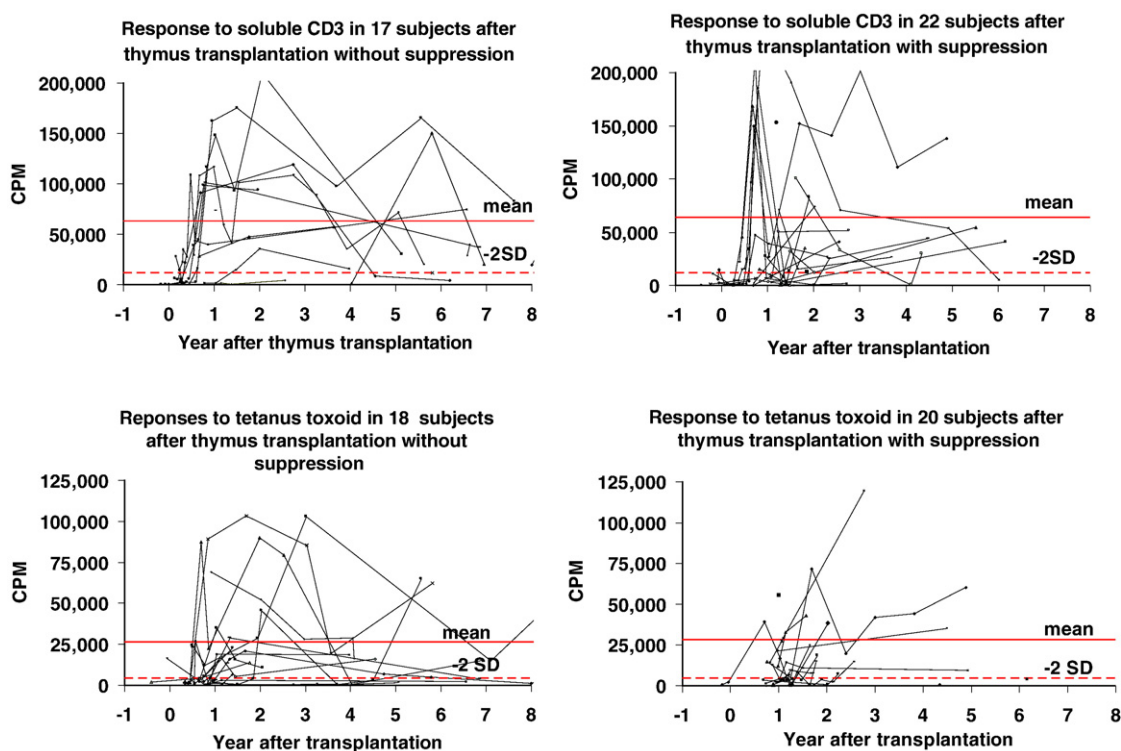 Response to soluble CD3 in 17 subjects after
thymus transplantation without suppression
200,000
150,000
100,000
50,000
0
CPM
mean
-2SD
-1 0 1 2 3 4 5 6 7 8
Year after thymus transplantation
Response to soluble CD3 in 22 subjects after
thymus transplantation with suppression
200,000
150,000
100,000
50,000
0
CPM
mean
-2SD
-1 0 1 2 3 4 5 6 7 8
Year after transplantation
Reponses to tetanus toxoid in 18 subjects
after thymus transplantation without
suppression
125,000
100,000
75,000
50,000
25,000
0
CPM
mean
-2 SD
-1 0 1 2 3 4 5 6 7 8
Year after transplantation
Response to tetanus toxoid in 20 subjects after
thymus transplantation with suppression
125,000
100,000
75,000
50,000
25,000
0
CPM
mean
-2 SD
-1 0 1 2 3 4 5 6 7 8
Year after transplantation